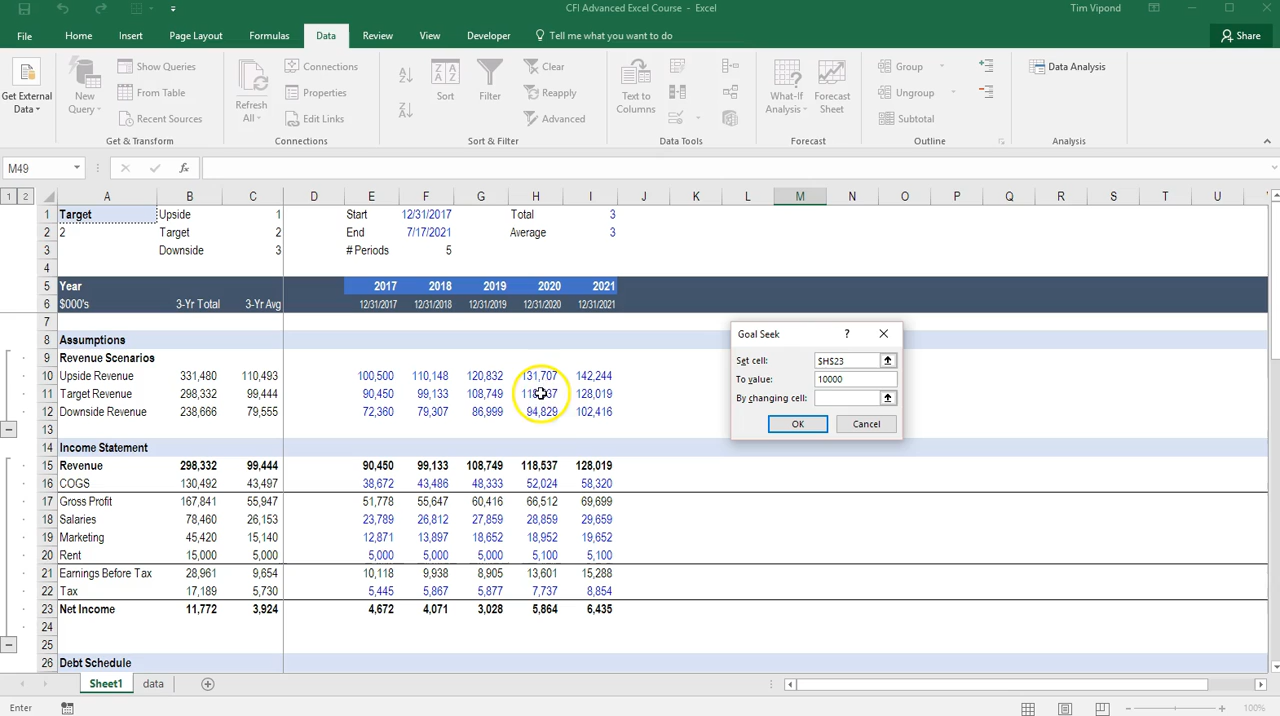 CFI Advanced Excel Course - Excel
Tim Vipond
File Home Insert Page Layout Formulas Data Review View Developer Tell me what you want to do Share
Get External Data
New Query
Show Queries
From Table
Recent Sources
Get & Transform
Refresh All
Connections
Properties
Edit Links
Connections
Sort
Filter
Clear
Reapply
Advanced
Sort & Filter
Text to Columns
Data Tools
What-If Analysis
Forecast Sheet
Forecast
Group
Ungroup
Subtotal
Outline
Data Analysis
Analysis
M49 fx
1 2 A B C D E F G H I J K L M N O P Q R S T U
1 Target Upside 1 Start 12/31/2017 Total 3
2 2 Target 2 End 7/17/2021 Average 3
3 Downside 3 # Periods 5
4
5 Year 2017 2018 2019 2020 2021
6 $000's 3-Yr Total 3-Yr Avg 12/31/2017 12/31/2018 12/31/2019 12/31/2020 12/31/2021
7
8 Assumptions
9 Revenue Scenarios
10 Upside Revenue 331,480 110,493 100,500 110,148 120,832 131,707 142,244
11 Target Revenue 298,332 99,444 90,450 99,133 108,749 128,019
12 Downside Revenue 238,666 79,555 72,360 79,307 86,999 94,829 102,416
13
14 Income Statement
15 Revenue 298,332 99,444 90,450 99,133 108,749 118,537 128,019
16 COGS 130,492 43,497 38,672 43,486 48,333 52,024 58,320
17 Gross Profit 167,841 55,947 51,778 55,647 60,416 66,512 69,699
18 Salaries 78,460 26,153 23,789 26,812 27,859 28,859 29,659
19 Marketing 45,420 15,140 12,871 13,897 18,652 18,952 19,652
20 Rent 15,000 5,000 5,000 5,000 5,000 5,100 5,100
21 Earnings Before Tax 28,961 9,654 10,118 9,938 8,905 13,601 15,288
22 Tax 17,189 5,730 5,445 5,867 5,877 7,737 8,854
23 Net Income 11,772 3,924 4,672 4,071 3,028 5,864 6,435
24
25
26 Debt Schedule
Goal Seek ?
Set cell: $H$23
To value: 10000
By changing cell:
OK Cancel
Sheet1 data
Enter 100%